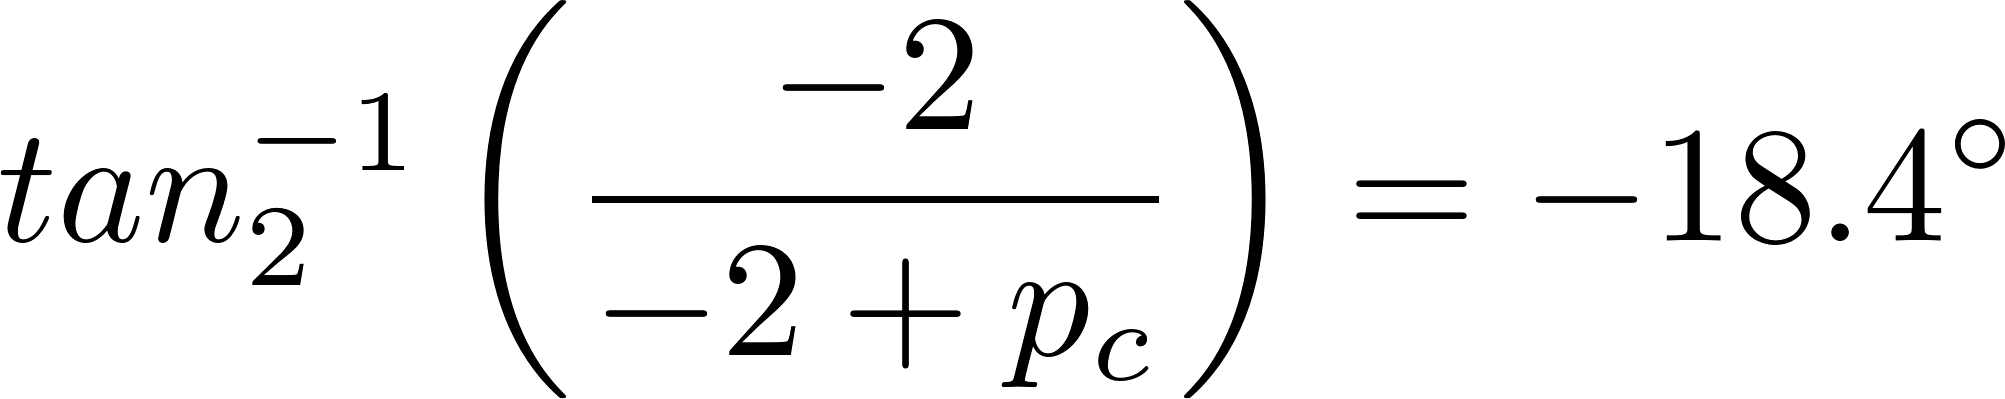 $tan_2^{-1}\left(\frac{-2}{-2+p_c}\right) = -18.4^\circ$